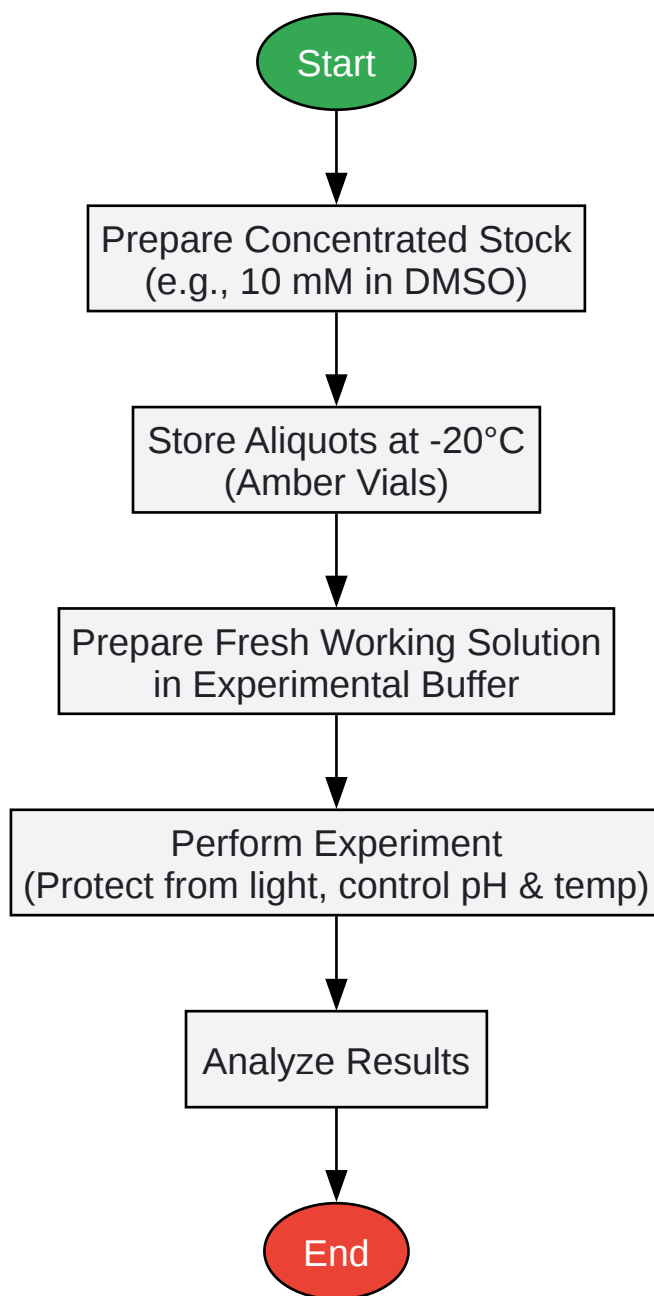 Start
Prepare Concentrated Stock
(e.g., 10 mM in DMSO)
Store Aliquots at -20°C
(Amber Vials)
Prepare Fresh Working Solution
in Experimental Buffer
Perform Experiment
(Protect from light, control pH & temp)
Analyze Results
End